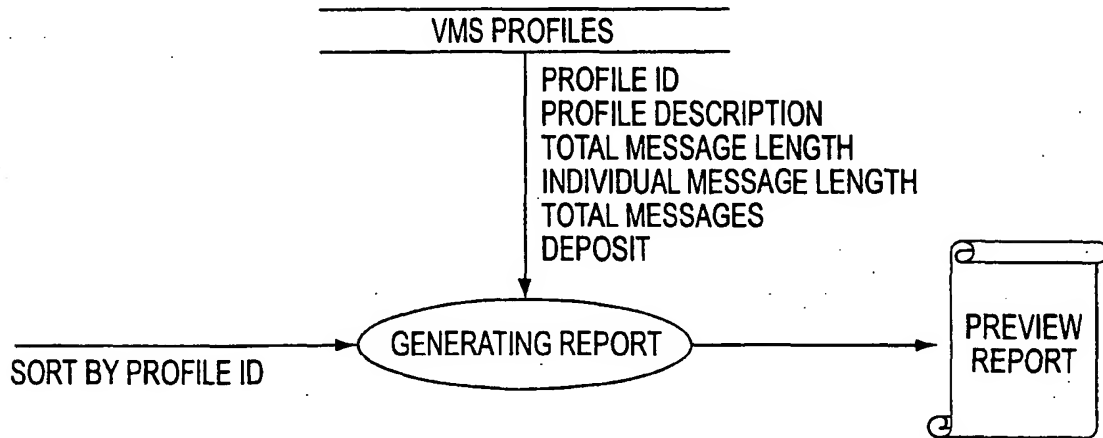 VMS PROFILES
PROFILE ID
PROFILE DESCRIPTION
TOTAL MESSAGE LENGTH
INDIVIDUAL MESSAGE LENGTH
TOTAL MESSAGES
DEPOSIT
SORT BY PROFILE ID
GENERATING REPORT
PREVIEW
REPORT